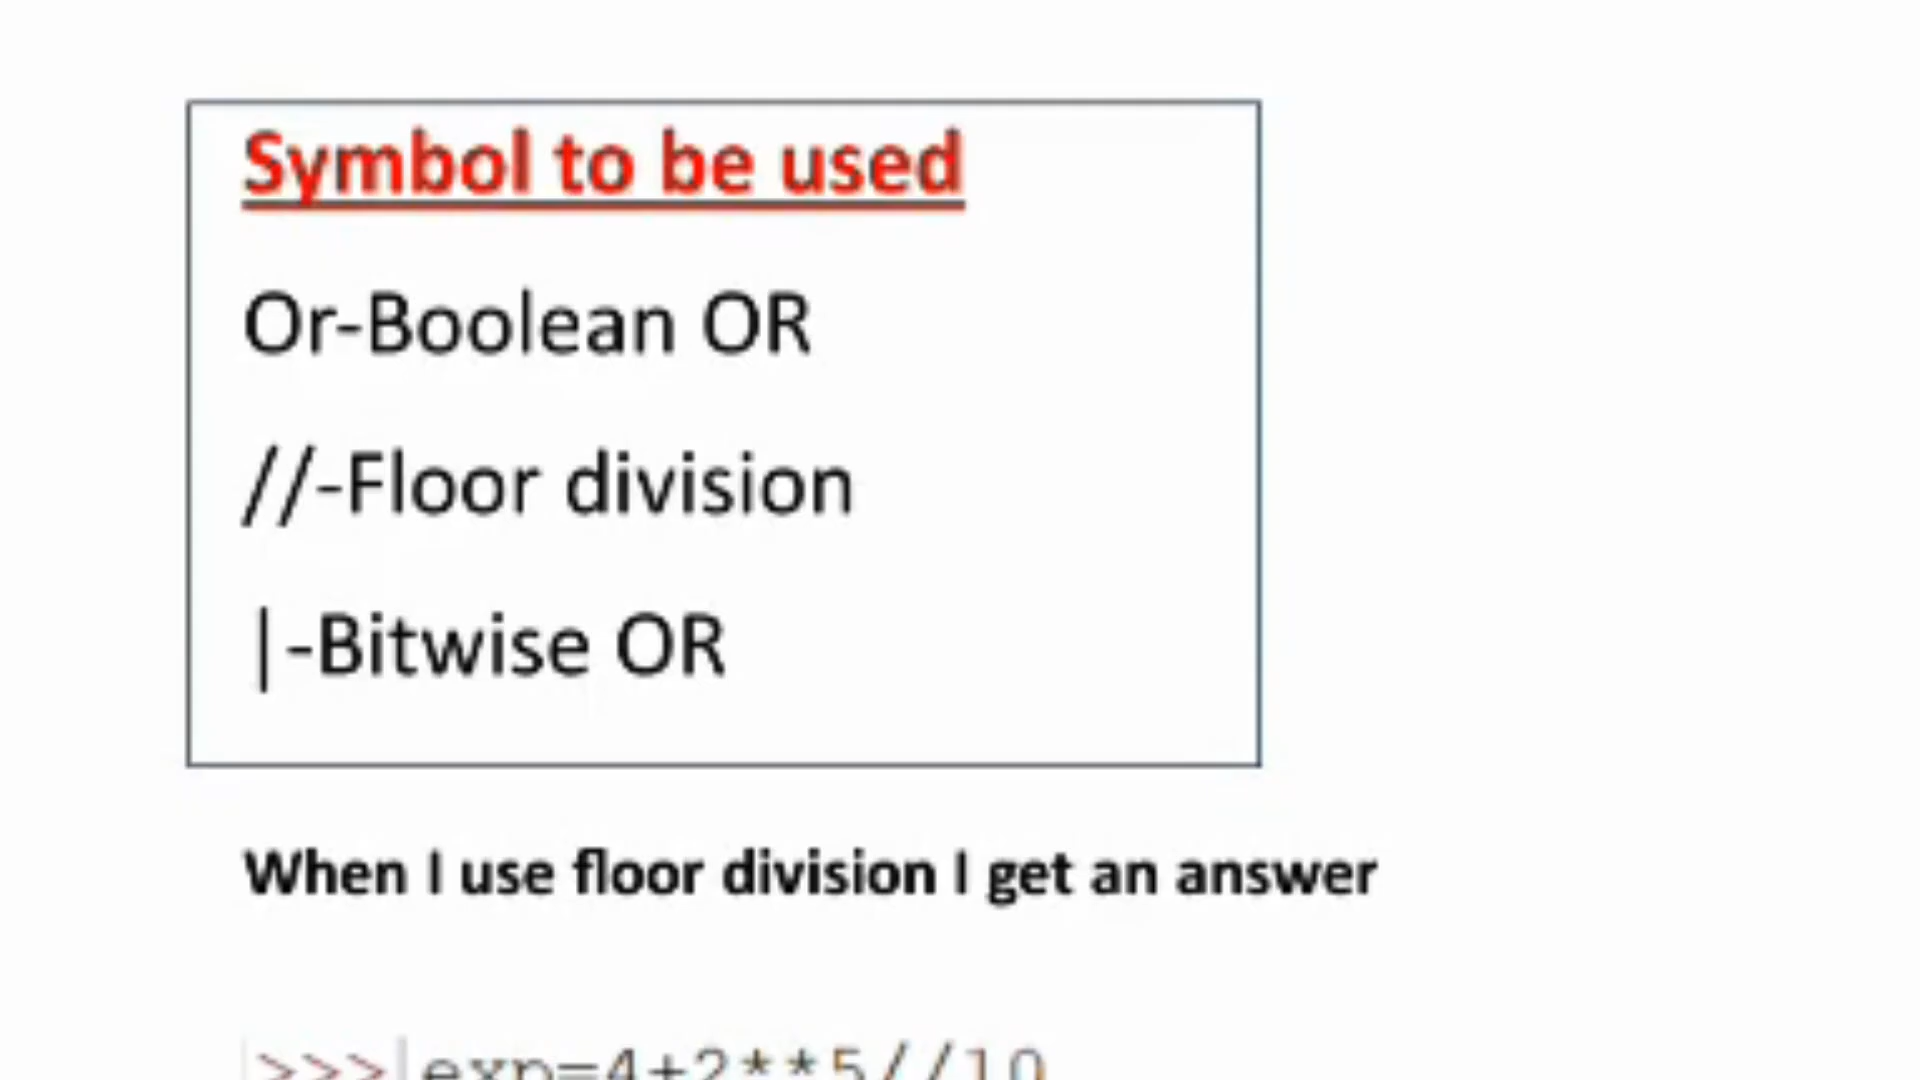 Symbol to be used
Or-Boolean OR
//-Floor division
|-Bitwise OR
When I use floor division I get an answer
>>> exp=4+2**5//10